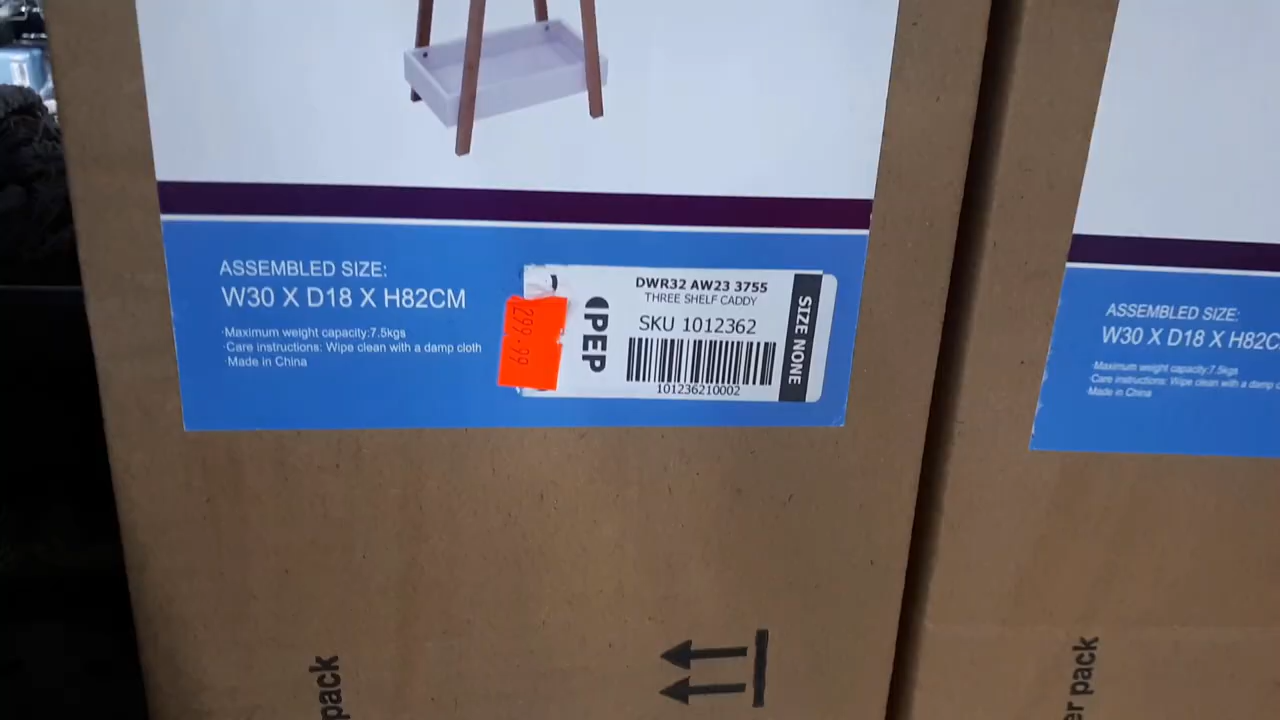 ASSEMBLED SIZE:
W30 X D18 X H82CM
·Maximum weight capacity:7.5kgs
·Care instructions: Wipe clean with a damp cloth
·Made in China
299.99
PEP
DWR32 AW23 3755
THREE SHELF CADDY
SKU 1012362
101236210002
SIZE NONE
pack
ASSEMBLED SIZE:
W30 X D18 X H82C
·Maximum weight capacity:7.5kgs
·Care instructions: Wipe clean with a damp
·Made in China
er pack